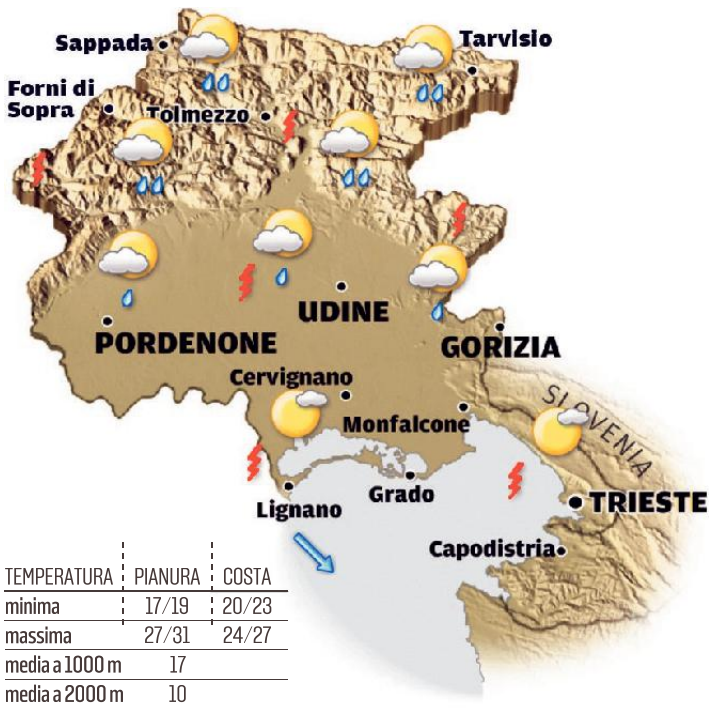 Sappada
Tarvisio
Forni di
Sopra
Tolmezzo
UDINE
PORDENONE
GORIZIA
Cervignano
SLOVENIA
Monfalcone
Grado
TRIESTE
Lignano
Capodistria
TEMPERATURA PIANURA COSTA
minima 17/19 20/23
massima 27/31 24/27
media a 1000 m 17
media a 2000 m 10